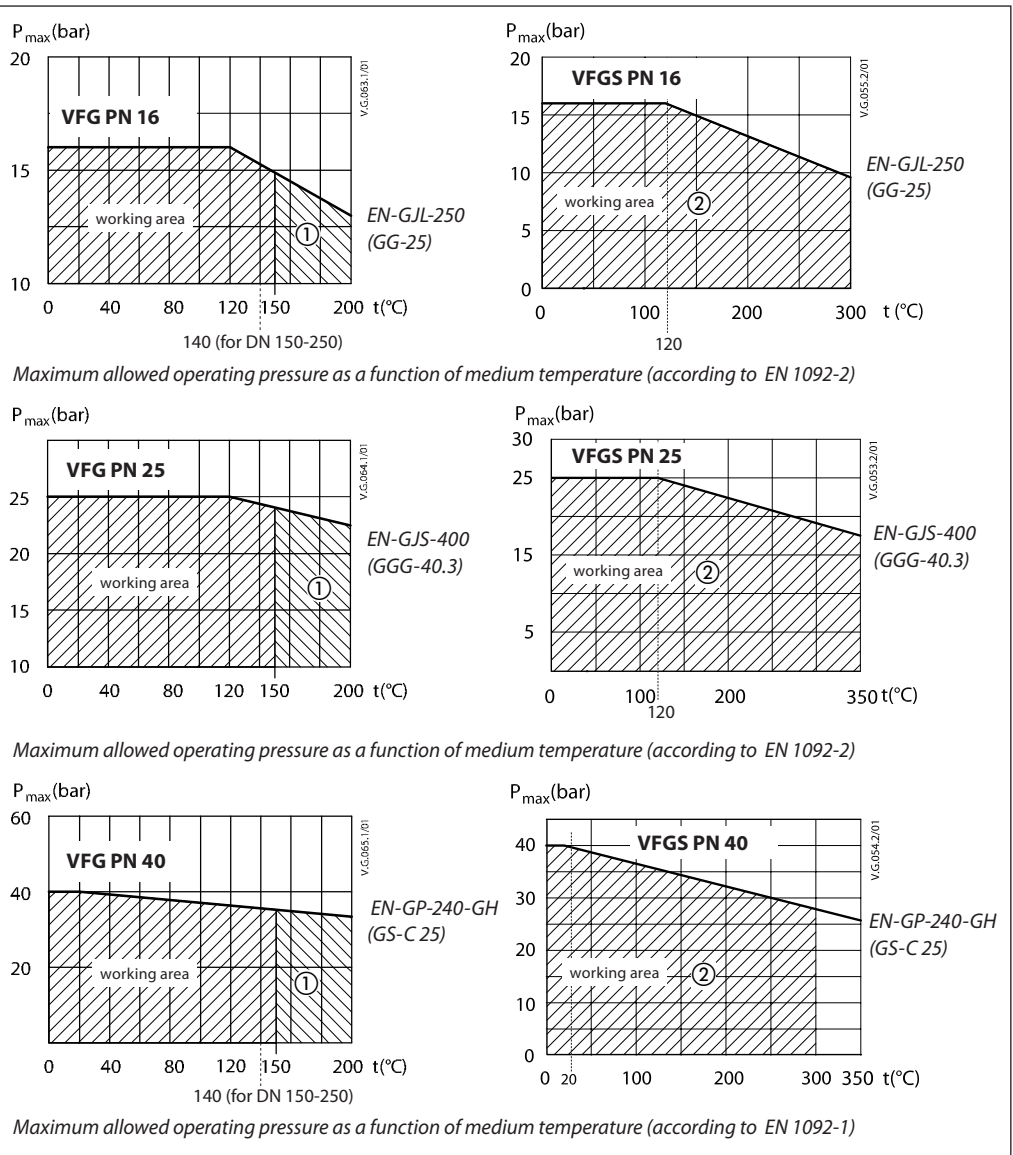 Pmax(bar)
20
15
10
VFG PN 16
V.G.063.1/01
working area
①
EN-GJL-250
(GG-25)
0 40 80 120 150 200 t(°C)
140 (for DN 150-250)
Pmax(bar)
20
15
10
5
0
VFGS PN 16
V.G.055.2/01
working area
②
EN-GJL-250
(GG-25)
0 100 200 300 t (°C)
120
Maximum allowed operating pressure as a function of medium temperature (according to EN 1092-2)
Pmax(bar)
25
20
15
10
VFG PN 25
V.G.064.1/01
working area
①
EN-GJS-400
(GGG-40.3)
0 40 80 120 150 200 t(°C)
Pmax(bar)
30
25
15
5
VFGS PN 25
V.G.053.2/01
working area
②
EN-GJS-400
(GGG-40.3)
0 100 200 350 t(°C)
120
Maximum allowed operating pressure as a function of medium temperature (according to EN 1092-2)
Pmax(bar)
60
40
20
VFG PN 40
V.G.065.1/01
working area
①
EN-GP-240-GH
(GS-C 25)
0 40 80 120 150 200 t(°C)
140 (for DN 150-250)
Pmax(bar)
40
30
20
10
0
VFGS PN 40
V.G.054.2/01
working area
②
EN-GP-240-GH
(GS-C 25)
0 20 100 200 300 350 t(°C)
Maximum allowed operating pressure as a function of medium temperature (according to EN 1092-1)